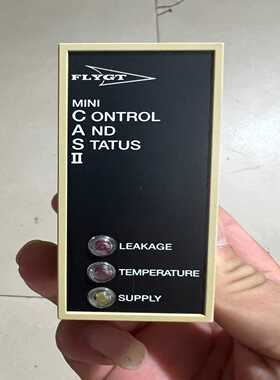 FLYGT
MINI
CONTROL
AND
STATUS
II
LEAKAGE
TEMPERATURE
SUPPLY